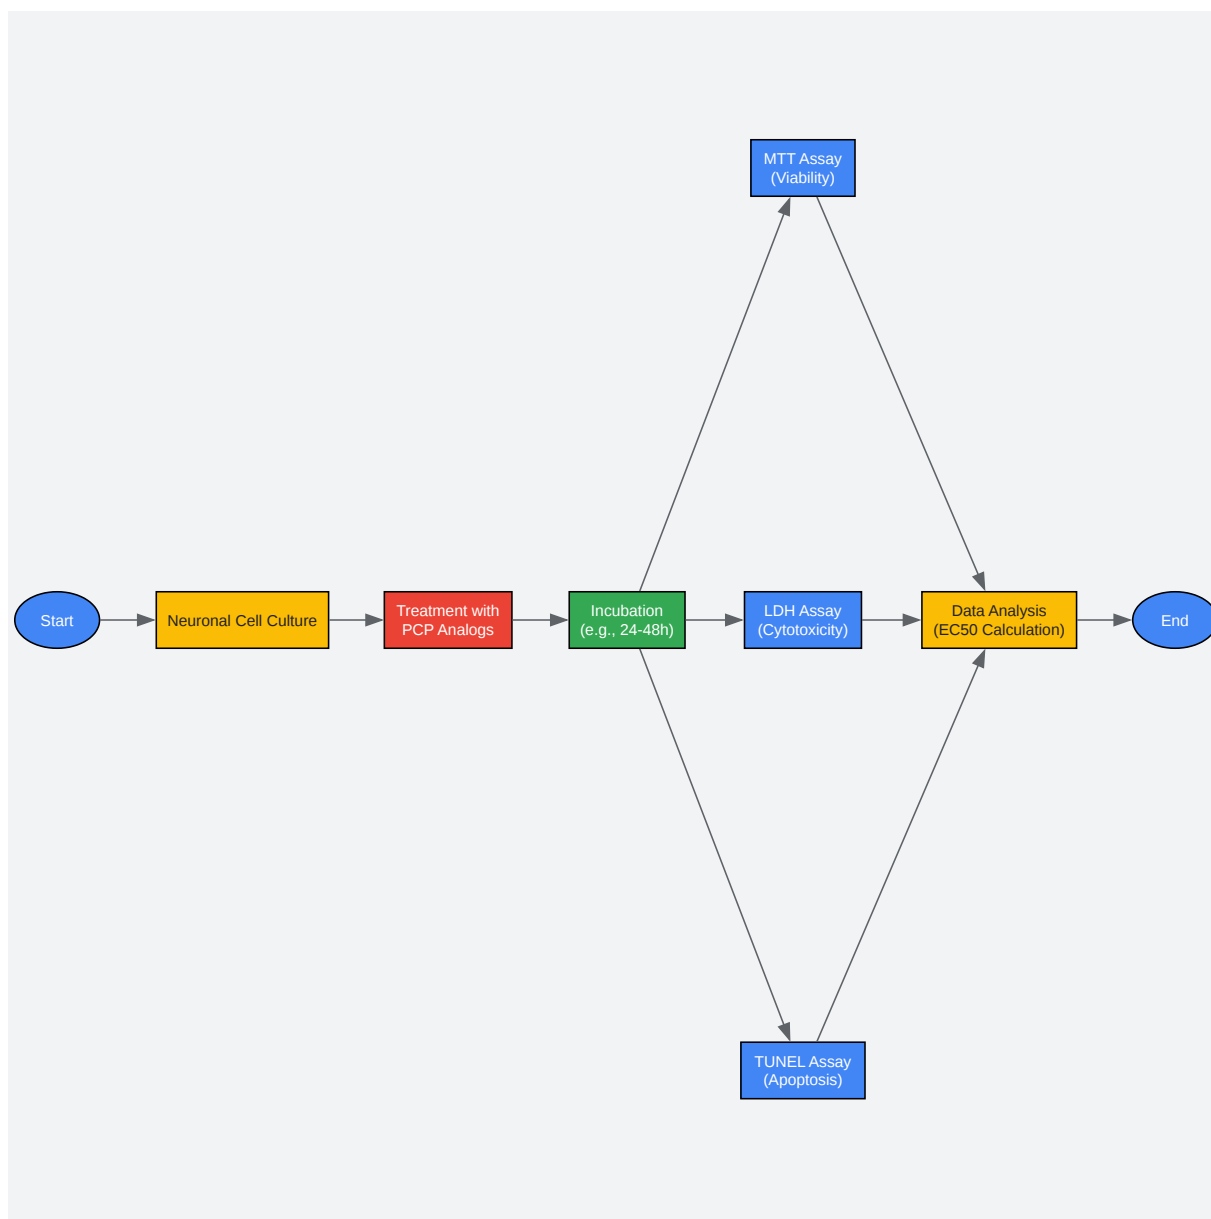 MTT Assay
(Viability)
Start
Neuronal Cell Culture
Treatment with
PCP Analogs
Incubation
(e.g., 24-48h)
LDH Assay
(Cytotoxicity)
Data Analysis
(EC50 Calculation)
End
TUNEL Assay
(Apoptosis)